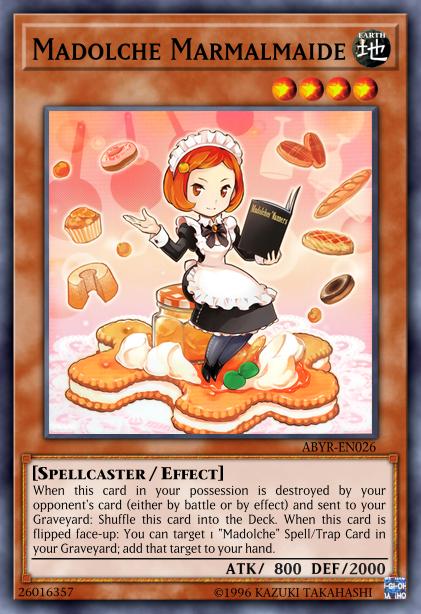 Madolche Marmalmaide
EARTH
地
Madolche Manners
ABYR-EN026
[Spellcaster / Effect]
When this card in your possession is destroyed by your
opponent's card (either by battle or by effect) and sent to your
Graveyard: Shuffle this card into the Deck. When this card is
flipped face-up: You can target 1 "Madolche" Spell/Trap Card in
your Graveyard; add that target to your hand.
ATK/ 800 DEF/2000
26016357
©1996 KAZUKI TAKAHASHI